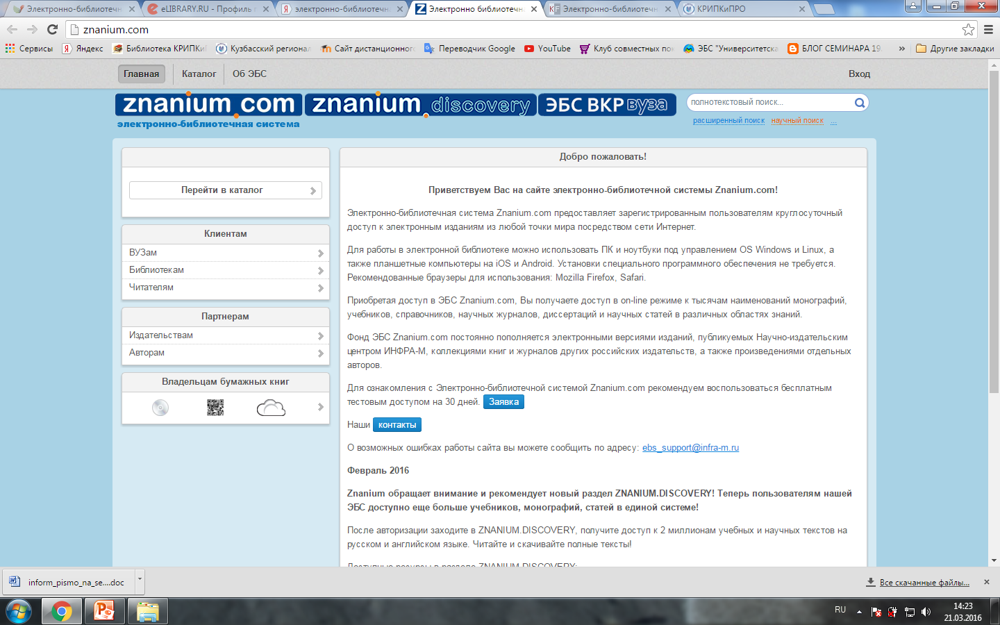 Электронно-библиотечн
eLIBRARY.RU - Профиль
электронно-библиотечн
Электронно библиотечн
Электронно-библиотечн
КРИПКиПРО
znanium.com
Сервисы
Яндекс
Библиотека КРИПКи
Кузбасский регионал
Сайт дистанционног
Переводчик Google
YouTube
Клуб совместных по
ЭБС "Университетска
БЛОГ СЕМИНАРА 19.
»
Другие закладки
Главная
Каталог
Об ЭБС
Вход
znanium.com
электронно-библиотечная система
znanium.discovery
ЭБС ВКР вуза
полнотекстовый поиск...
расширенный поиск
научный поиск
...
Перейти в каталог
Клиентам
ВУЗам
Библиотекам
Читателям
Партнерам
Издательствам
Авторам
Владельцам бумажных книг
Добро пожаловать!
Приветствуем Вас на сайте электронно-библиотечной системы Znanium.com!
Электронно-библиотечная система Znanium.com предоставляет зарегистрированным пользователям круглосуточный
доступ к электронным изданиям из любой точки мира посредством сети Интернет.
Для работы в электронной библиотеке можно использовать ПК и ноутбуки под управлением OS Windows и Linux, а
также планшетные компьютеры на iOS и Android. Установки специального программного обеспечения не требуется.
Рекомендованные браузеры для использования: Mozilla Firefox, Safari.
Приобретая доступ в ЭБС Znanium.com, Вы получаете доступ в on-line режиме к тысячам наименований монографий,
учебников, справочников, научных журналов, диссертаций и научных статей в различных областях знаний.
Фонд ЭБС Znanium.com постоянно пополняется электронными версиями изданий, публикуемых Научно-издательским
центром ИНФРА-М, коллекциями книг и журналов других российских издательств, а также произведениями отдельных
авторов.
Для ознакомления с Электронно-библиотечной системой Znanium.com рекомендуем воспользоваться бесплатным
тестовым доступом на 30 дней. Заявка
Наши контакты
О возможных ошибках работы сайта вы можете сообщить по адресу: ebs_support@infra-m.ru
Февраль 2016
Znanium обращает внимание и рекомендует новый раздел ZNANIUM.DISCOVERY! Теперь пользователям нашей
ЭБС доступно еще больше учебников, монографий, статей в единой системе!
После авторизации заходите в ZNANIUM.DISCOVERY, получите доступ к 2 миллионам учебных и научных текстов на
русском и английском языке. Читайте и скачивайте полные тексты!
Доступные ресурсы в разделе ZNANIUM.DISCOVERY:
inform_pismo_na_se....doc
Все скачанные файлы...
RU
14:23
21.03.2016